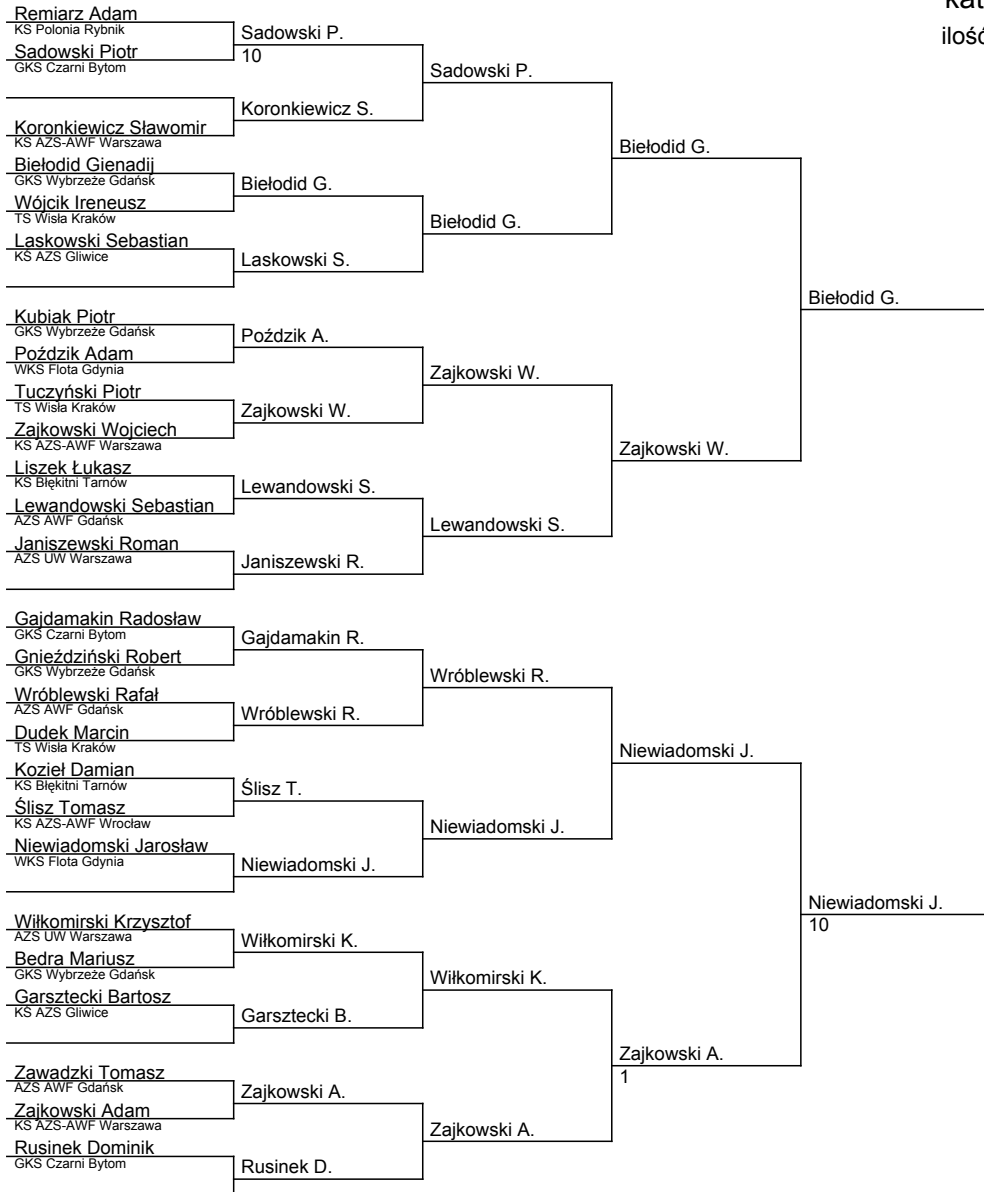 Remiarz Adam
KS Polonia Rybnik
Sadowski Piotr
GKS Czarni Bytom
Koronkiewicz Sławomir
KS AZS-AWF Warszawa
Biełodid Gienadij
GKS Wybrzeże Gdańsk
Wójcik Ireneusz
TS Wisła Kraków
Laskowski Sebastian
KS AZS Gliwice
Kubiak Piotr
GKS Wybrzeże Gdańsk
Poździk Adam
WKS Flota Gdynia
Tuczyński Piotr
TS Wisła Kraków
Zajkowski Wojciech
KS AZS-AWF Warszawa
Liszek Łukasz
KS Błękitni Tarnów
Lewandowski Sebastian
AZS AWF Gdańsk
Janiszewski Roman
AZS UW Warszawa
Gajdamakin Radosław
GKS Czarni Bytom
Gnieździński Robert
GKS Wybrzeże Gdańsk
Wróblewski Rafał
AZS AWF Gdańsk
Dudek Marcin
TS Wisła Kraków
Kozieł Damian
KS Błękitni Tarnów
Ślisz Tomasz
KS AZS-AWF Wrocław
Niewiadomski Jarosław
WKS Flota Gdynia
Wiłkomirski Krzysztof
AZS UW Warszawa
Bedra Mariusz
GKS Wybrzeże Gdańsk
Garsztecki Bartosz
KS AZS Gliwice
Zawadzki Tomasz
AZS AWF Gdańsk
Zajkowski Adam
KS AZS-AWF Warszawa
Rusinek Dominik
GKS Czarni Bytom
Sadowski P.
10
Koronkiewicz S.
Biełodid G.
Laskowski S.
Poździk A.
Zajkowski W.
Lewandowski S.
Janiszewski R.
Gajdamakin R.
Wróblewski R.
Ślisz T.
Niewiadomski J.
Wiłkomirski K.
Garsztecki B.
Zajkowski A.
Rusinek D.
Sadowski P.
Biełodid G.
Zajkowski W.
Lewandowski S.
Wróblewski R.
Niewiadomski J.
Wiłkomirski K.
Zajkowski A.
Biełodid G.
Zajkowski W.
Niewiadomski J.
Zajkowski A.
1
Biełodid G.
Niewiadomski J.
10
ilość